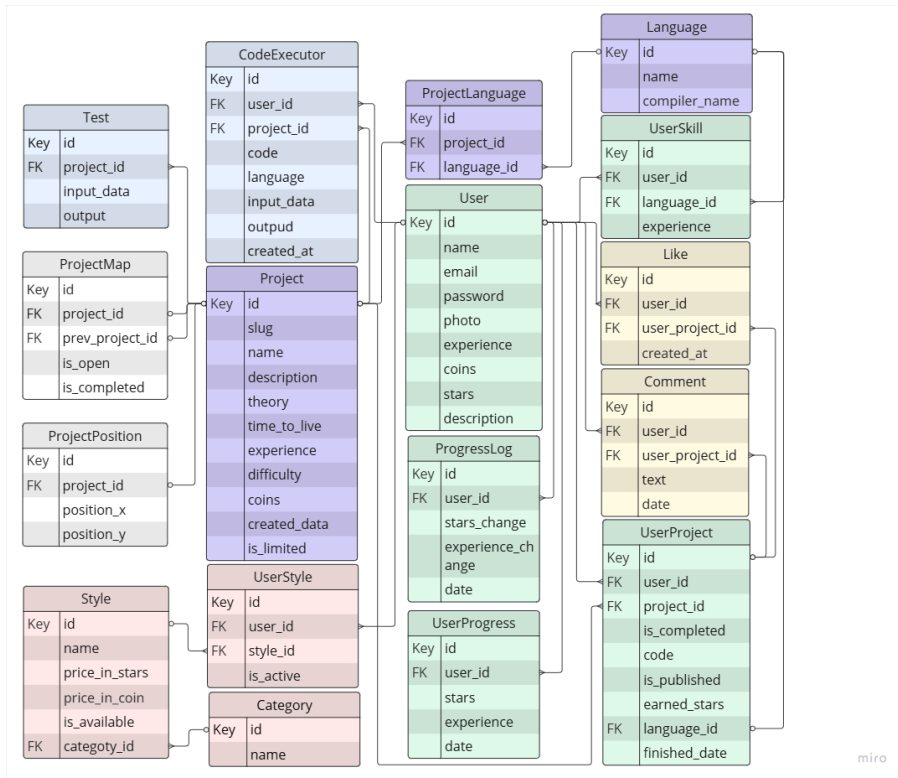 CodeExecutor
Key id
FK user_id
FK project_id
code
language
input_data
outpud
created_at
Test
Key id
FK project_id
input_data
output
ProjectMap
Key id
FK project_id
FK prev_project_id
is_open
is_completed
ProjectPosition
Key id
FK project_id
position_x
position_y
Project
Key id
slug
name
description
theory
time_to_live
experience
difficulty
coins
created_data
is_limited
Style
Key id
name
price_in_stars
price_in_coin
is_available
FK categoty_id
UserStyle
Key id
FK user_id
FK style_id
is_active
Category
Key id
name
ProjectLanguage
Key id
FK project_id
FK language_id
User
Key id
name
email
password
photo
experience
coins
stars
description
ProgressLog
Key id
FK user_id
stars_change
experience_ch
ange
date
UserProgress
Key id
FK user_id
stars
experience
date
Language
Key id
name
compiler_name
UserSkill
Key id
FK user_id
FK language_id
experience
Like
Key id
FK user_id
FK user_project_id
created_at
Comment
Key id
FK user_id
FK user_project_id
text
date
UserProject
Key id
FK user_id
FK project_id
is_completed
code
is_published
earned_stars
FK language_id
finished_date
miro